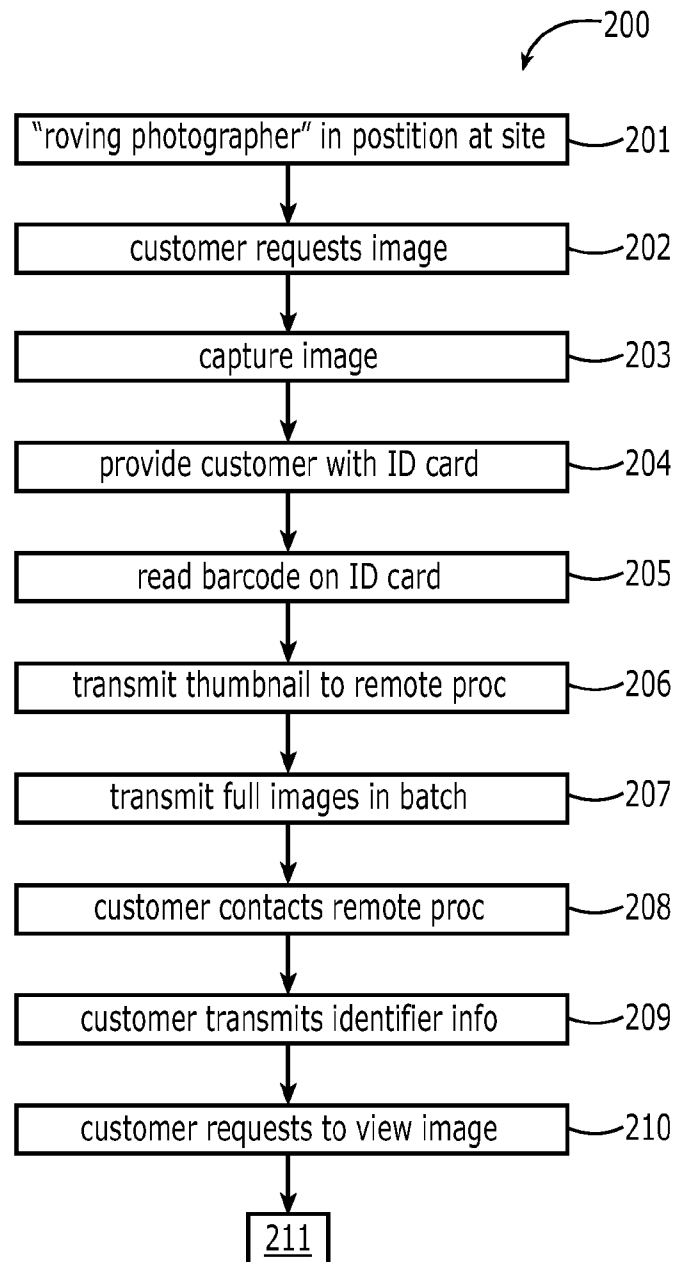 200
“roving photographer” in postition at site 201
customer requests image 202
capture image 203
provide customer with ID card 204
read barcode on ID card 205
transmit thumbnail to remote proc 206
transmit full images in batch 207
customer contacts remote proc 208
customer transmits identifier info 209
customer requests to view image 210
211